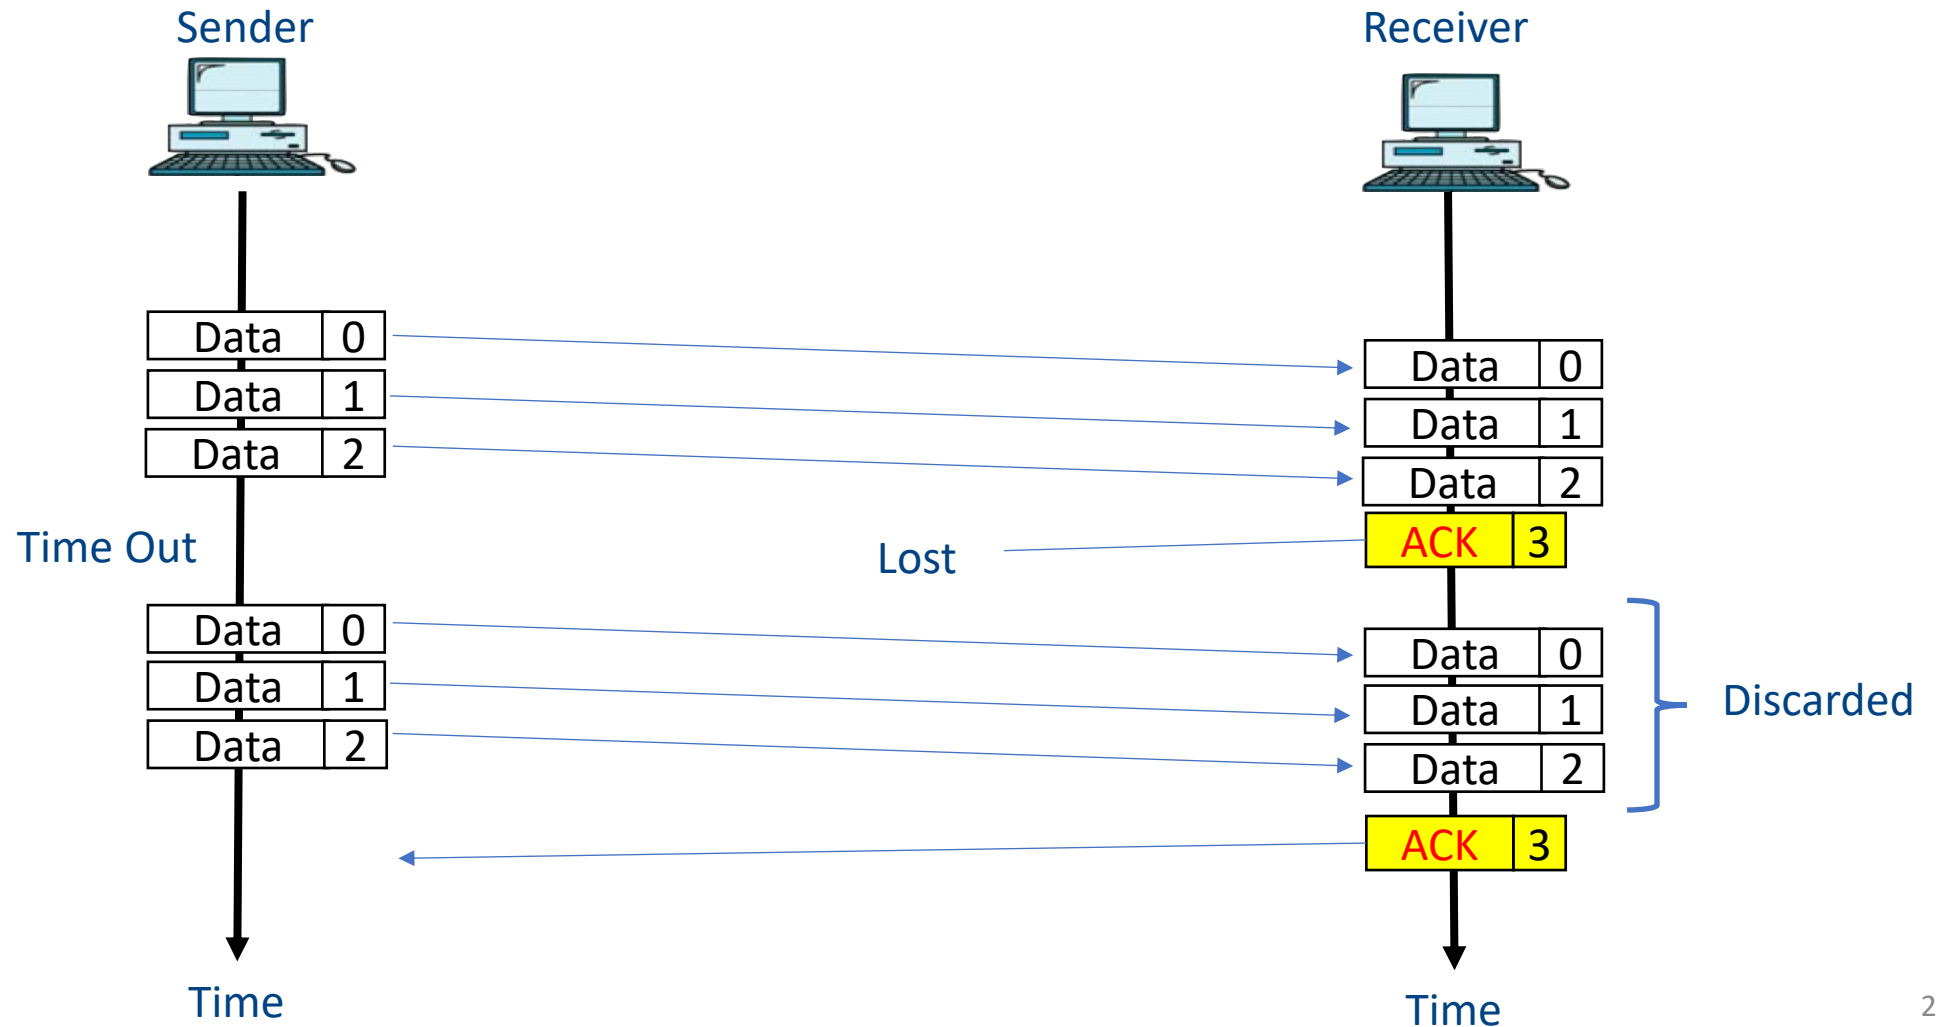 Sender
Receiver
Data 0
Data 1
Data 2
Data 0
Data 1
Data 2
Time Out
Lost
ACK 3
Data 0
Data 1
Data 2
Data 0
Data 1
Data 2
Discarded
ACK 3
Time
Time
2